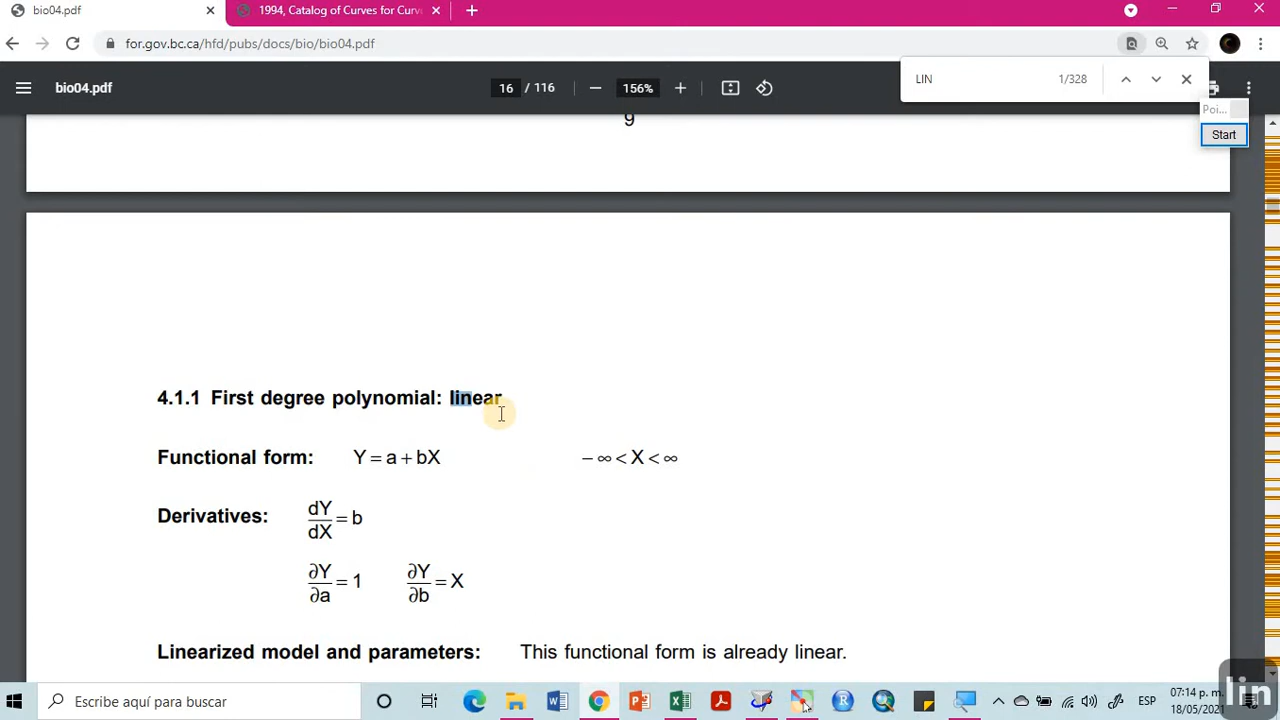 bio04.pdf
1994, Catalog of Curves for Curv
for.gov.bc.ca/hfd/pubs/docs/bio/bio04.pdf
LIN
1/328
bio04.pdf
16 / 116
156%
Poi...
Start
9
4.1.1 First degree polynomial: linear
Functional form: Y = a + bX − ∞ < X < ∞
Derivatives: dY/dX = b
∂Y/∂a = 1 ∂Y/∂b = X
Linearized model and parameters: This functional form is already linear.
lin
Escribe aquí para buscar
ESP
07:14 p. m.
18/05/2021